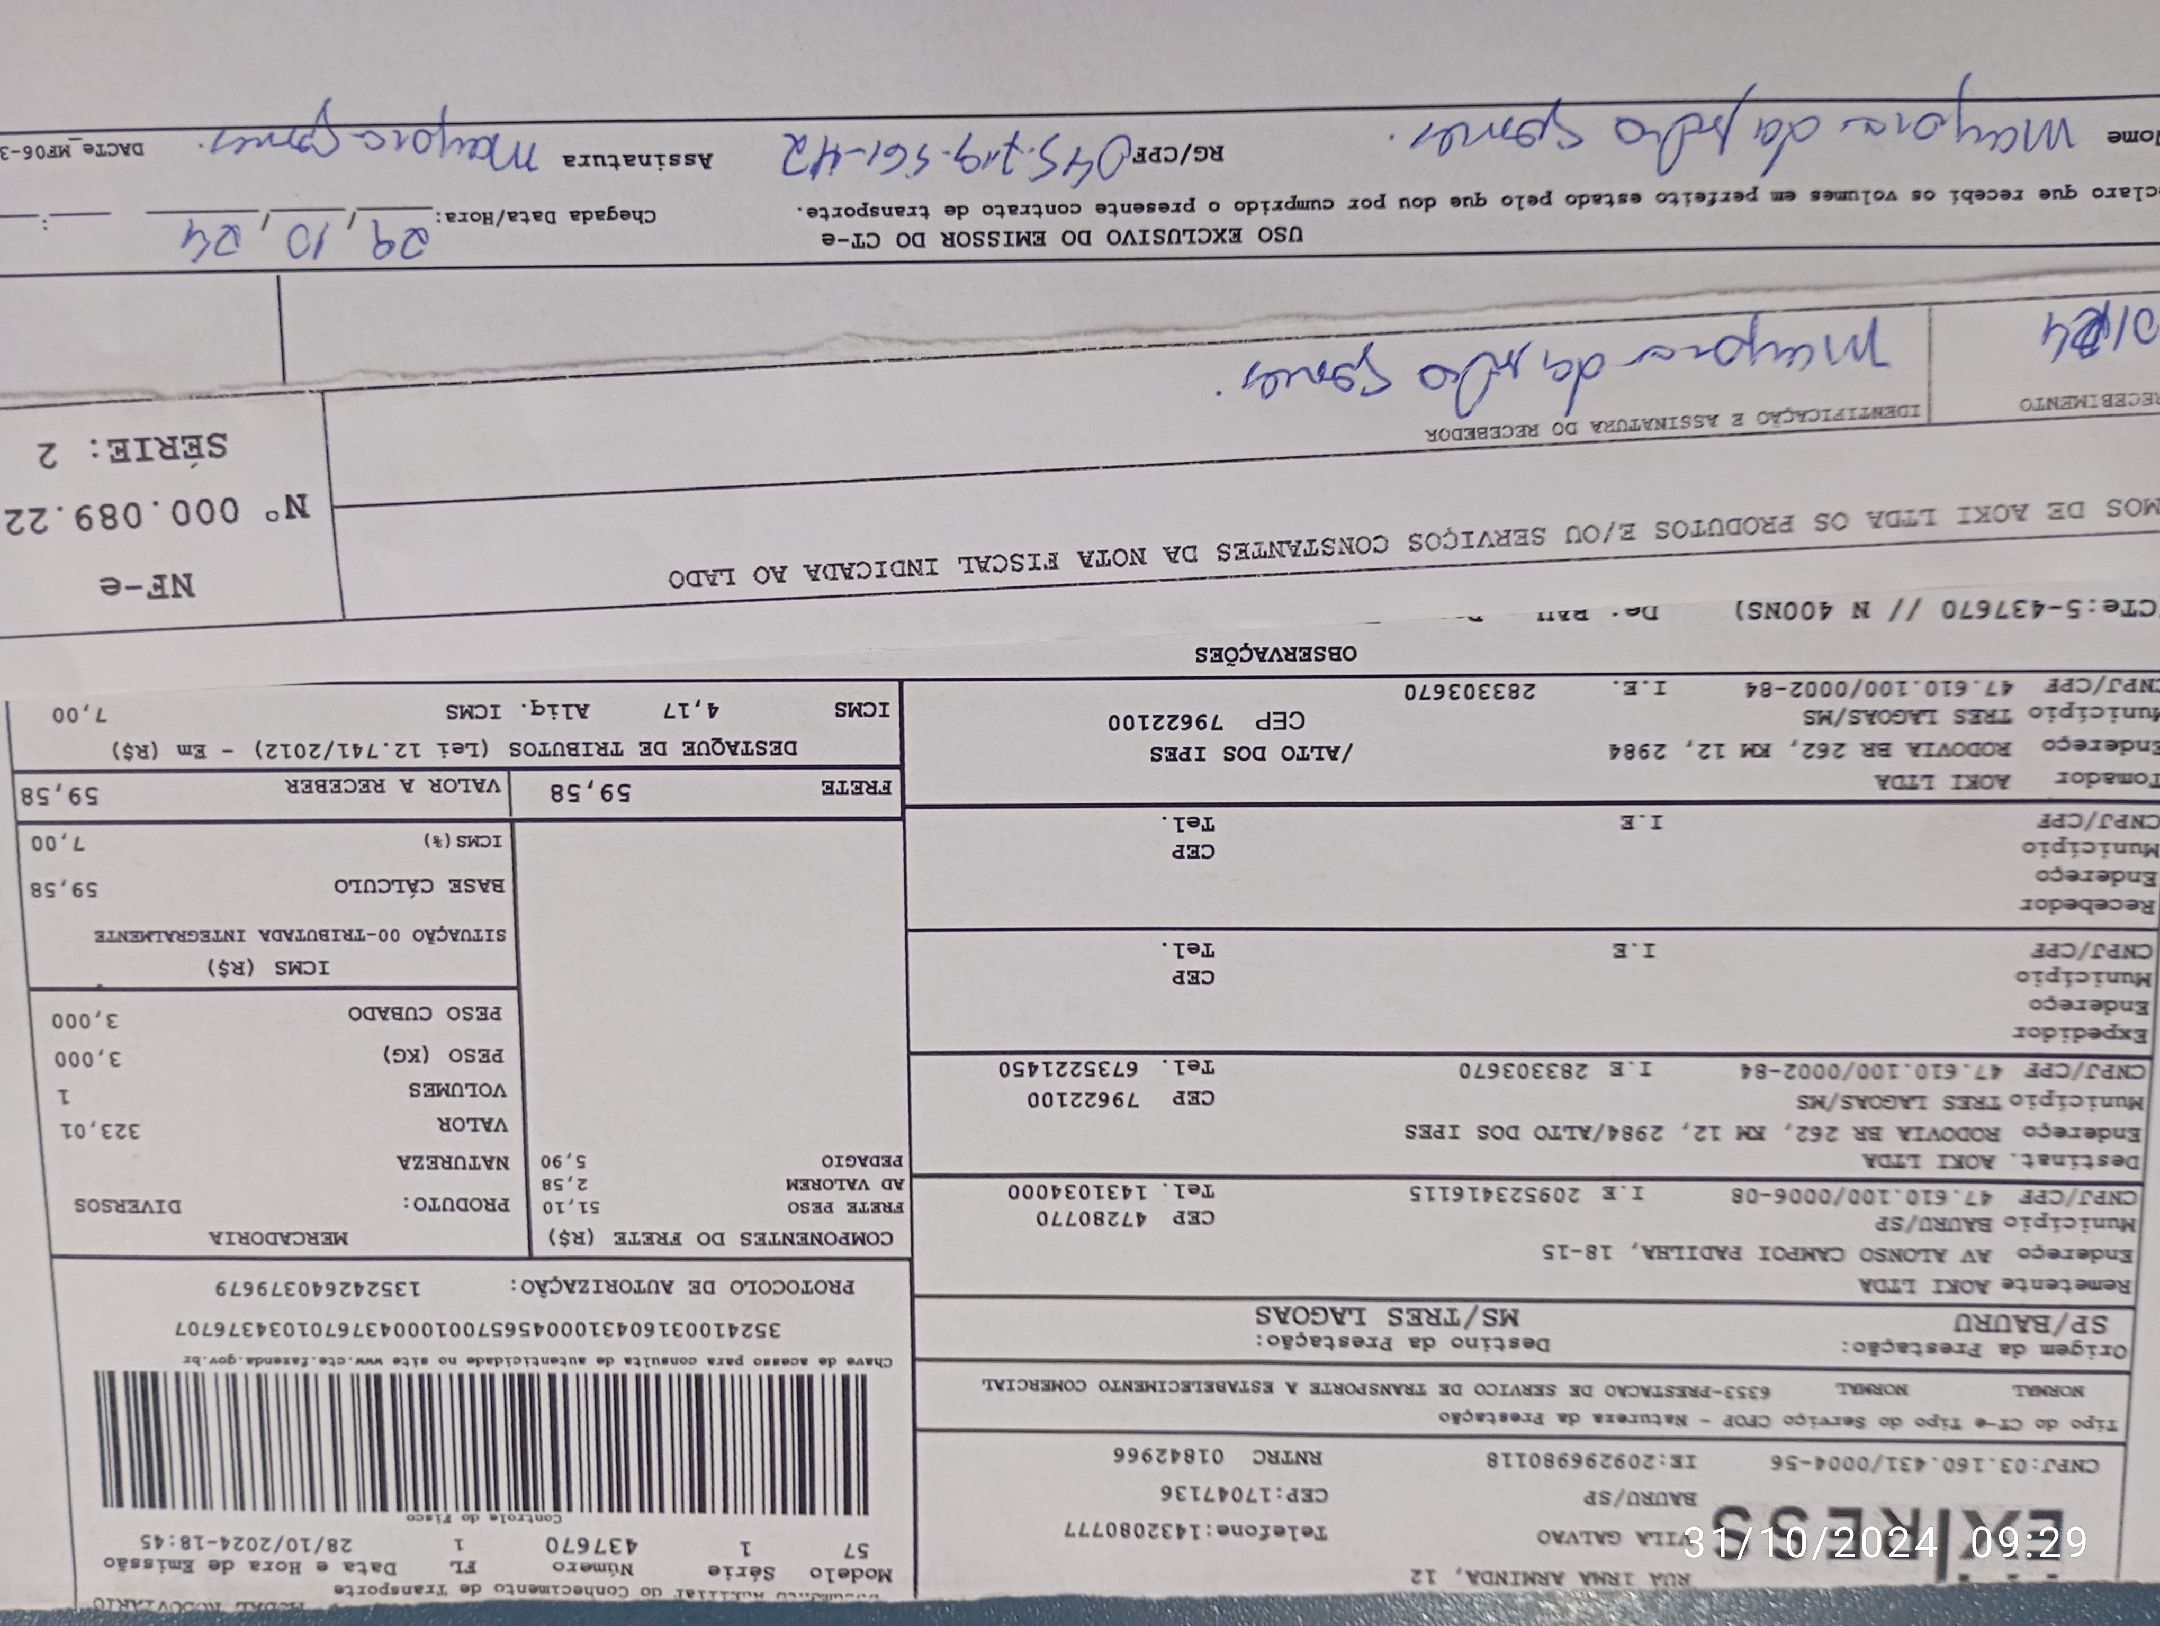 MODAL RODOVIÁRIO
Documento Auxiliar do Conhecimento de Transporte
Modelo Série Número FL Data e Hora de Emissão
57 1 437670 1 28/10/2024-18:45
Controle do Fisco
Chave de acesso para consulta de autenticidade no site www.cte.fazenda.gov.br
PROTOCOLO DE AUTORIZAÇÃO: 135242640379679
RUA IRMA ARMINDA, 12
VILA GALVAO Telefone:1432080777
BAURU/SP CEP:17047136
CNPJ:03.160.431/0004-56 IE:209296980118 RNTRC 01842966
Tipo do CT-e Tipo do Serviço CFOP - Natureza da Prestação
NORMAL NORMAL 6353-PRESTACAO DE SERVICO DE TRANSPORTE A ESTABELECIMENTO COMERCIAL
Origem da Prestação: Destino da Prestação:
SP/BAURU MS/TRES LAGOAS
Remetente AOKI LTDA
Endereço AV ALONSO CAMPOI PADILHA, 18-15
Município BAURU/SP CEP 47280770
CNPJ/CPF 47.610.100/0006-08 I.E 209523416115 Tel. 1431034000
Destinat. AOKI LTDA
Endereço RODOVIA BR 262, KM 12, 2984/ALTO DOS IPES
Município TRES LAGOAS/MS CEP 79622100
CNPJ/CPF 47.610.100/0002-84 I.E 283303670 Tel. 6735221450
Expedidor
Endereço
Município CEP
CNPJ/CPF I.E Tel.
Recebedor
Endereço
Município CEP
CNPJ/CPF I.E Tel.
Tomador AOKI LTDA
Endereço RODOVIA BR 262, KM 12, 2984 /ALTO DOS IPES
Município TRES LAGOAS/MS CEP 79622100
CNPJ/CPF 47.610.100/0002-84 I.E. 283303670
COMPONENTES DO FRETE (R$)
FRETE PESO 51,10
AD VALOREM 2,58
PEDAGIO 5,90
MERCADORIA
PRODUTO: DIVERSOS
NATUREZA
VALOR 323,01
VOLUMES 1
PESO (KG) 3,000
PESO CUBADO 3,000
ICMS (R$)
SITUAÇÃO 00-TRIBUTADA INTEGRALMENTE
BASE CÁLCULO 59,58
ICMS(%) 7,00
FRETE 59,58 VALOR A RECEBER 59,58
DESTAQUE DE TRIBUTOS (Lei 12.741/2012) - Em (R$)
ICMS 4,17 Aliq. ICMS 7,00
OBSERVAÇÕES
CTe:5-437670 // N 400NS)
MOS DE AOKI LTDA OS PRODUTOS E/OU SERVIÇOS CONSTANTES DA NOTA FISCAL INDICADA AO LADO
NF-e
N° 000.089.22
SÉRIE: 2
RECEBIMENTO IDENTIFICAÇÃO E ASSINATURA DO RECEBEDOR
Mayara da Silva Gomes.
USO EXCLUSIVO DO EMISSOR DO CT-e
claro que recebi os volumes em perfeito estado pelo que dou por cumprido o presente contrato de transporte.
Chegada Data/Hora: 29/10/24
Nome Mayara da Silva Gomes. RG/CPF 045.719.561-42 Assinatura Mayara Gomes. DACTe_MF06-3
31/10/2024 09:29